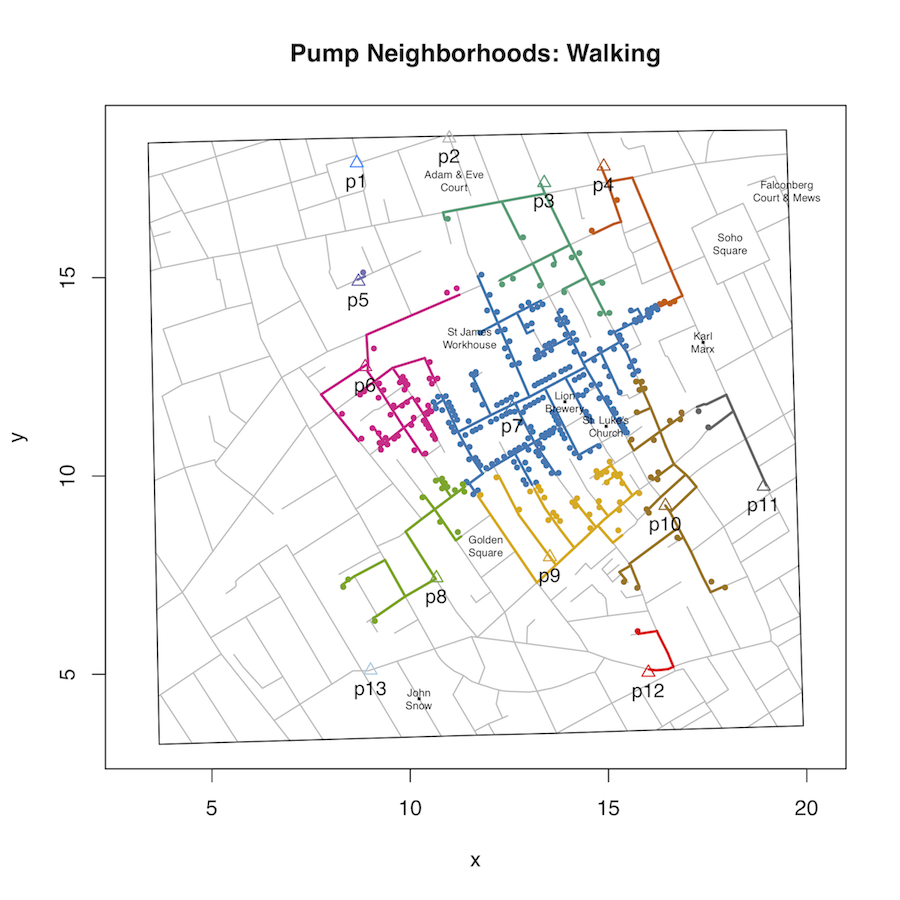 Pump Neighborhoods: Walking
p1
p2
Adam & Eve
Court
p3
p4
Falconberg
Court & Mews
Soho
Square
p5
St James
Workhouse
Karl
Marx
p6
Lion
Brewery
p7
St. Luke's
Church
p11
p10
Golden
Square
p9
p8
p13
John
Snow
p12
15
10
5
y
5
10
15
20
x